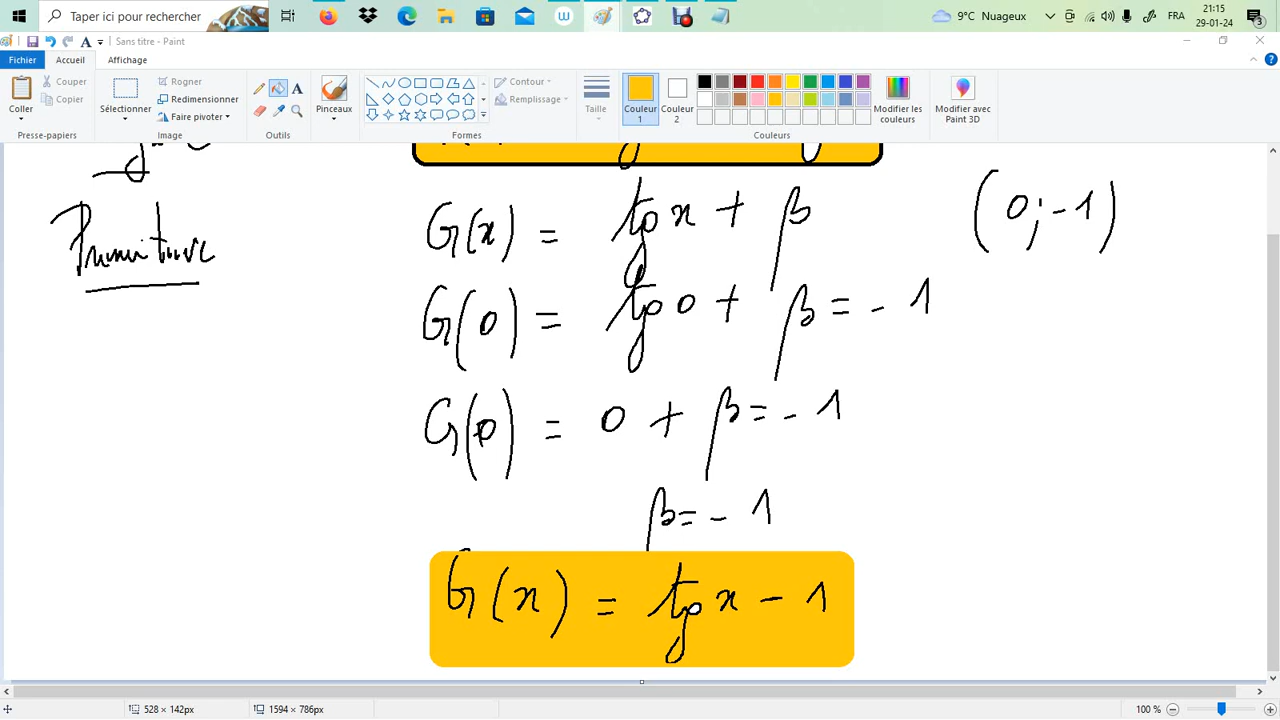 Taper ici pour rechercher
9°C Nuageux
FRA
21:15
29-01-24
3
Sans titre - Paint
Fichier
Accueil
Affichage
Coller
Couper
Copier
Presse-papiers
Sélectionner
Rogner
Redimensionner
Faire pivoter
Image
A
Outils
Pinceaux
Contour
Remplissage
Formes
Taille
Couleur 1
Couleur 2
Modifier les couleurs
Modifier avec Paint 3D
Couleurs
Primitive
G(x) = tg x + β
(0; -1)
G(0) = tg 0 + β = - 1
G(0) = 0 + β = - 1
β = - 1
G(x) = tg x - 1
528 × 142px
1594 × 786px
100 %